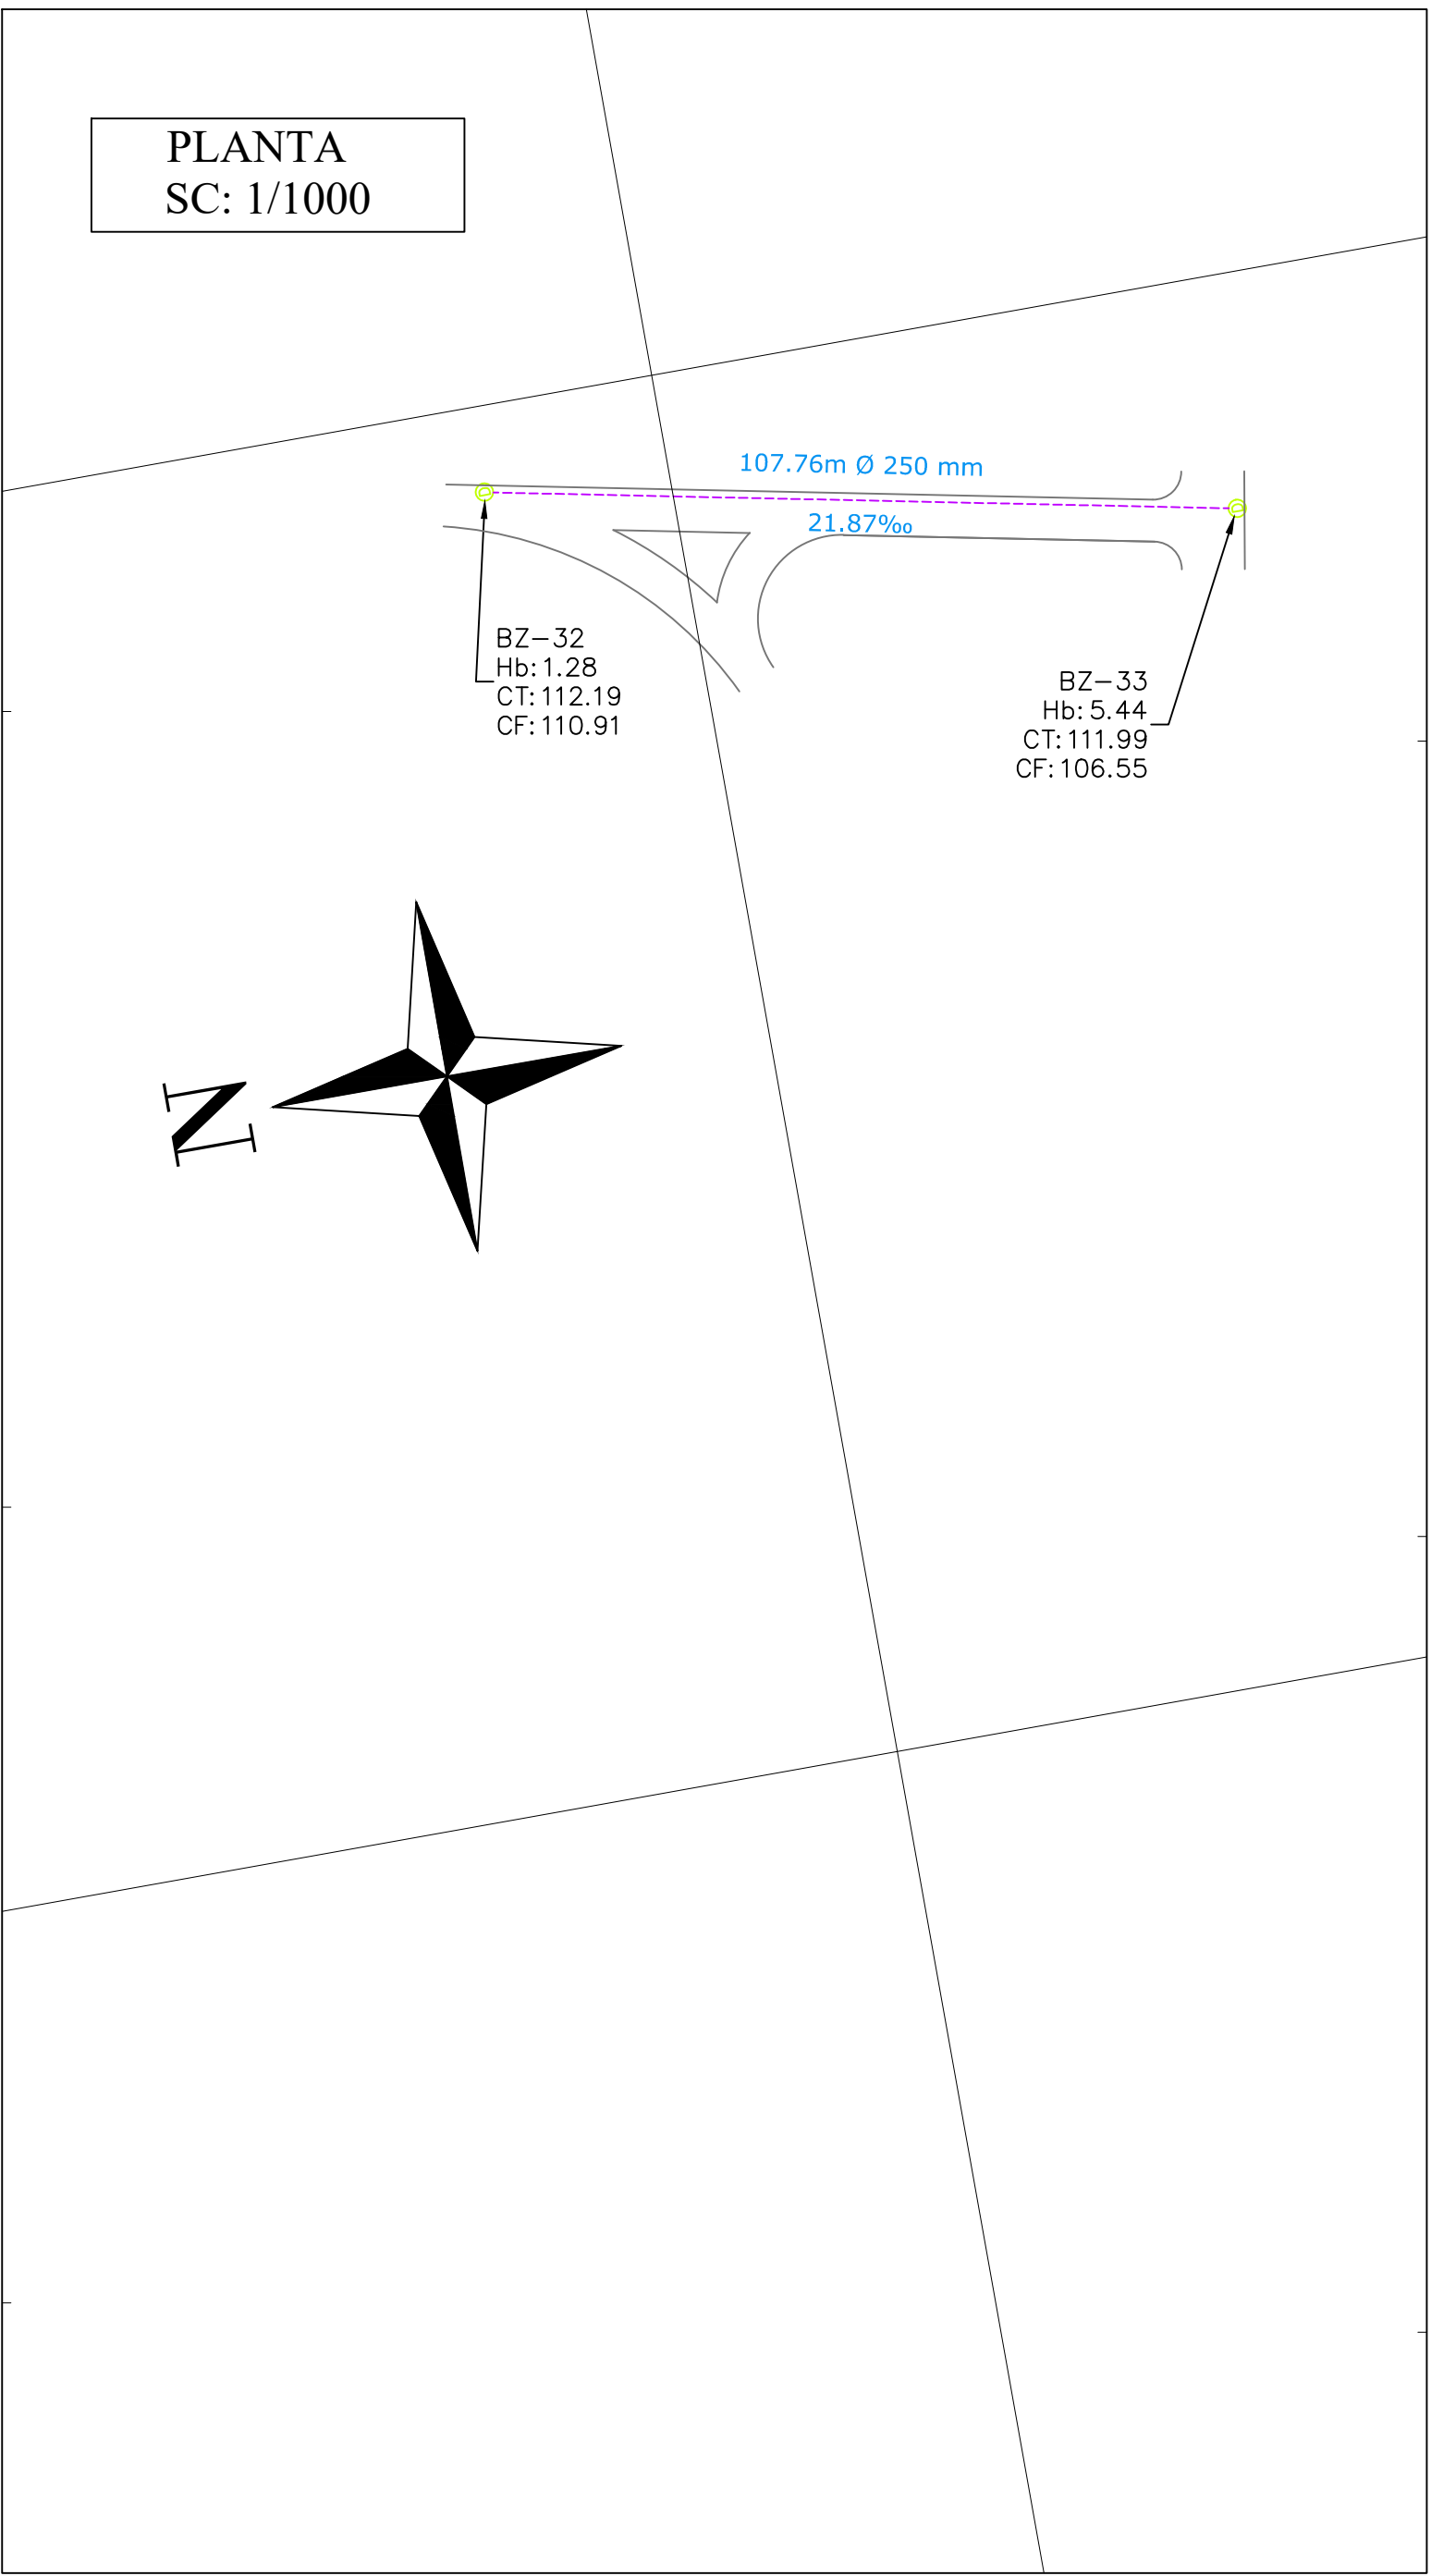 PLANTA
SC: 1/1000
107.76m Ø 250 mm
21.87‰
BZ-32
Hb: 1.28
CT: 112.19
CF: 110.91
BZ-33
Hb: 5.44
CT: 111.99
CF: 106.55
N